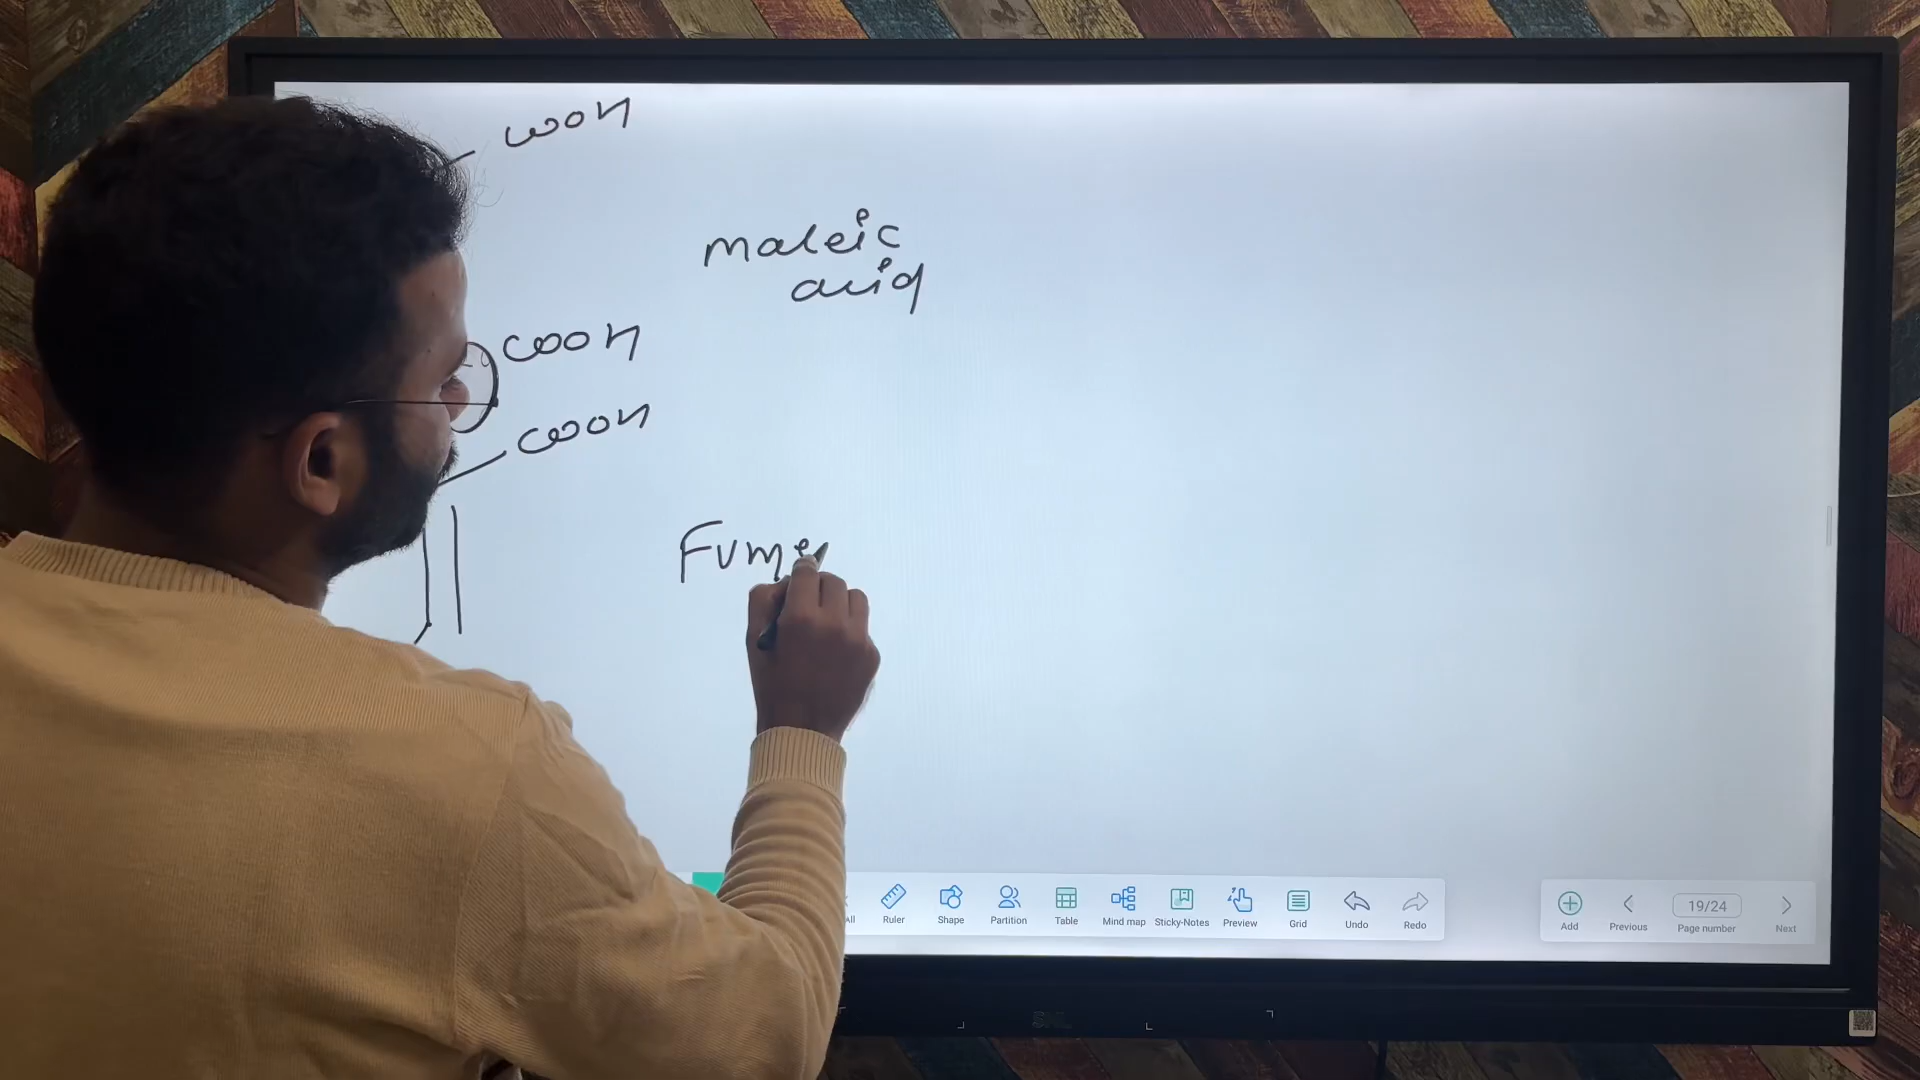 COOH
maleic
acid
COOH
COOH
Fume
All
Ruler
Shape
Partition
Table
Mind map
Sticky-Notes
Preview
Grid
Undo
Redo
Add
Previous
19/24
Page number
Next